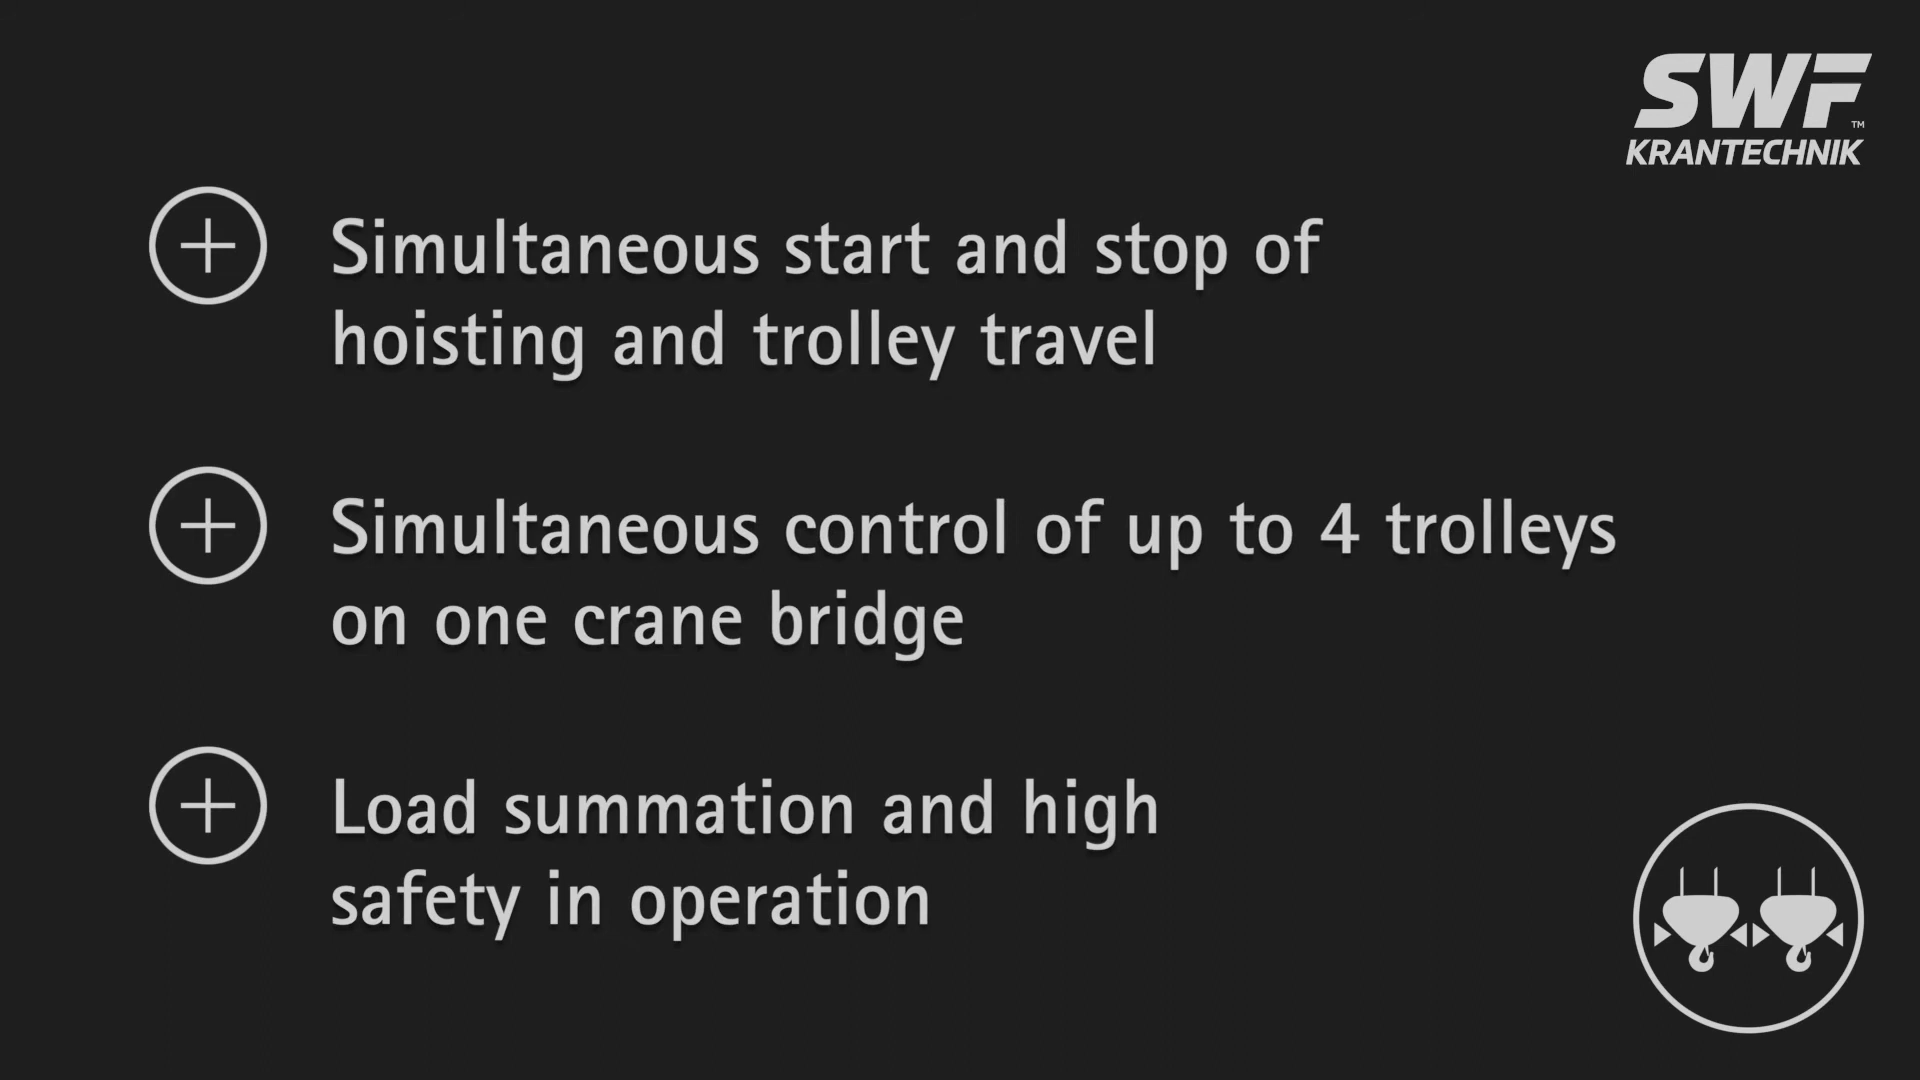 SWF
™
KRANTECHNIK
Simultaneous start and stop of
hoisting and trolley travel
Simultaneous control of up to 4 trolleys
on one crane bridge
Load summation and high
safety in operation